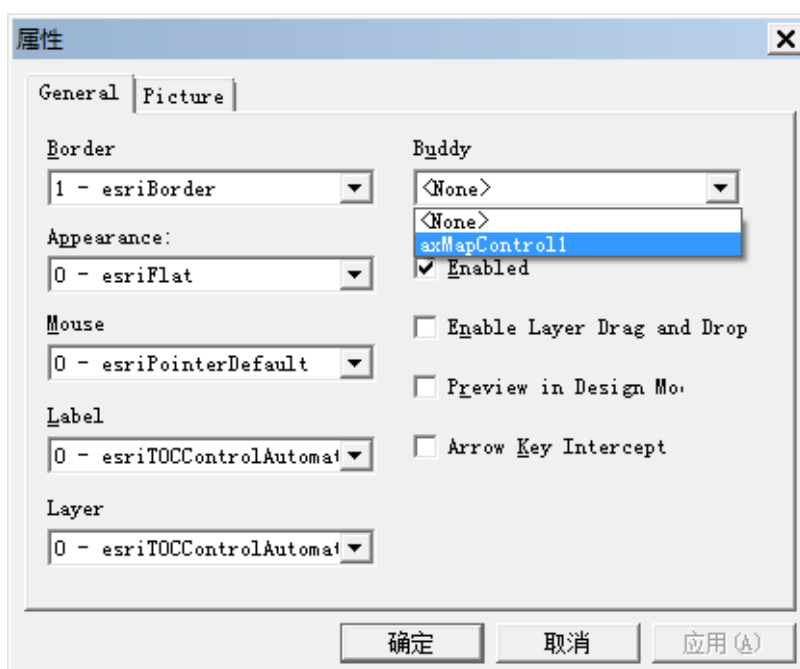 属性
General
Picture
Border
1 - esriBorder
Appearance:
0 - esriFlat
Mouse
0 - esriPointerDefault
Label
0 - esriTOCControlAutomat
Layer
0 - esriTOCControlAutomat
Buddy
<None>
<None>
axMapControl1
Enabled
Enable Layer Drag and Drop
Preview in Design Mo
Arrow Key Intercept
确定
取消
应用(A)